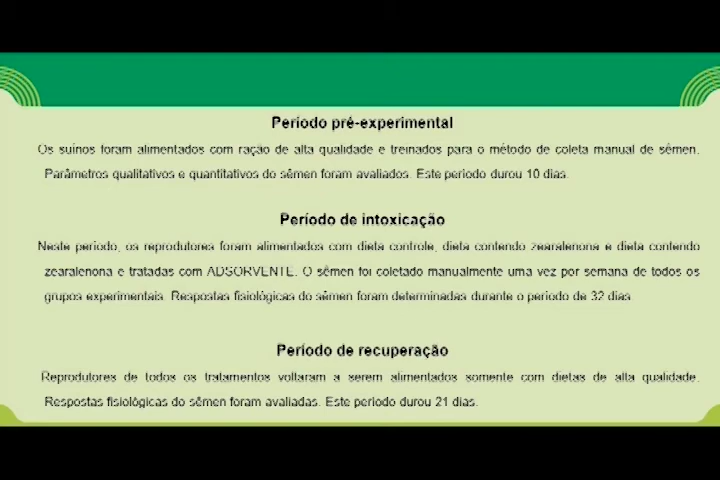 Período pré-experimental
Os suínos foram alimentados com ração de alta qualidade e treinados para o método de coleta manual de sêmen.
Parâmetros qualitativos e quantitativos do sêmen foram avaliados. Este período durou 10 dias.
Período de intoxicação
Neste período, os reprodutores foram alimentados com dieta controle, dieta contendo zearalenona e dieta contendo
zearalenona e tratadas com ADSORVENTE. O sêmen foi coletado manualmente uma vez por semana de todos os
grupos experimentais. Respostas fisiológicas do sêmen foram determinadas durante o período de 32 dias.
Período de recuperação
Reprodutores de todos os tratamentos voltaram a serem alimentados somente com dietas de alta qualidade.
Respostas fisiológicas do sêmen foram avaliadas. Este período durou 21 dias.